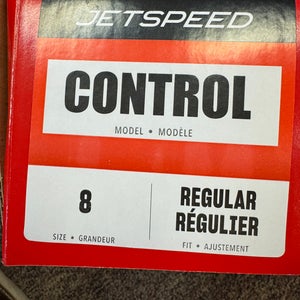 JETSPEED
CONTROL
MODEL • MODÈLE
8
SIZE • GRANDEUR
REGULAR
RÉGULIER
FIT • AJUSTEMENT